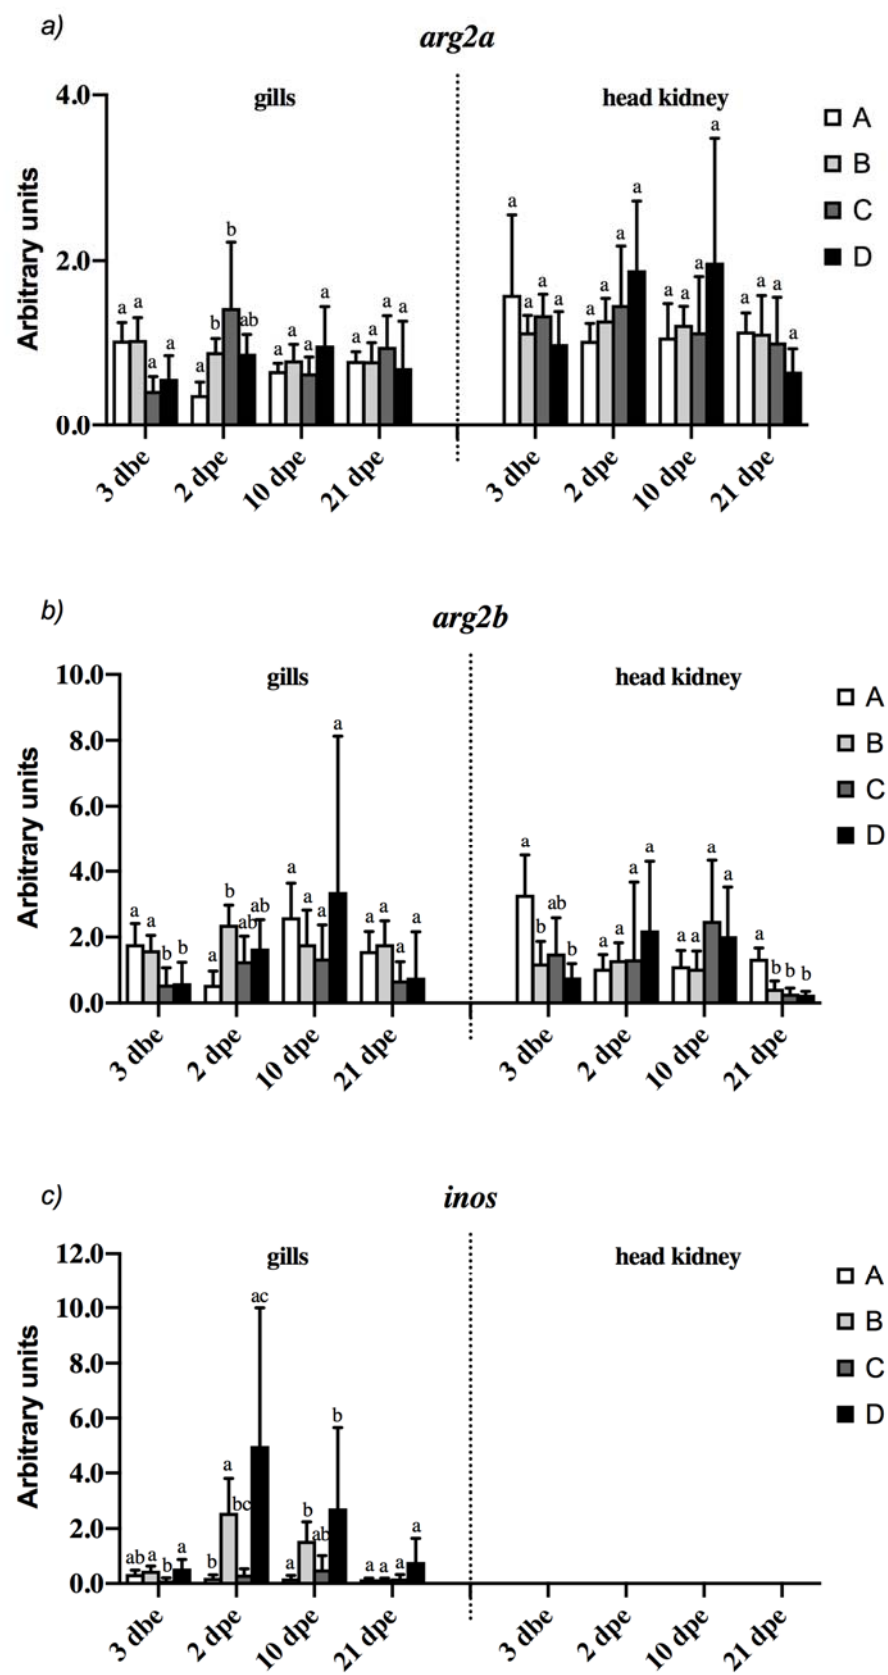 a)
arg2a
gills
head kidney
4.0
2.0
0.0
Arbitrary units
a a a a
a b b ab
a a a a
a a a a
a a a a
a a a a
a a a a
a a a a
3 dbe
2 dpe
10 dpe
21 dpe
3 dbe
2 dpe
10 dpe
21 dpe
A
B
C
D
b)
arg2b
gills
head kidney
10.0
8.0
6.0
4.0
2.0
0.0
Arbitrary units
a a b b
a b ab ab
a a a a
a a a a
a b ab b
a a a a
a a a a
a b b b
3 dbe
2 dpe
10 dpe
21 dpe
3 dbe
2 dpe
10 dpe
21 dpe
A
B
C
D
c)
inos
gills
head kidney
12.0
10.0
8.0
6.0
4.0
2.0
0.0
Arbitrary units
ab a b a
b a bc ac
a b ab b
a a a a
3 dbe
2 dpe
10 dpe
21 dpe
3 dbe
2 dpe
10 dpe
21 dpe
A
B
C
D